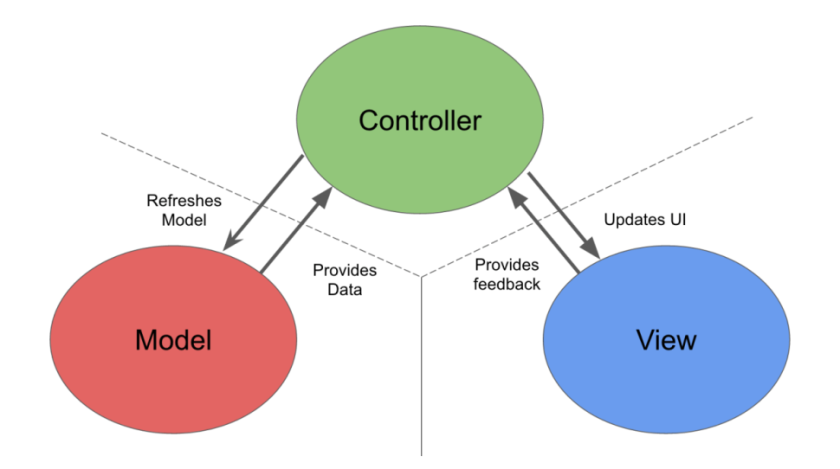 Controller
Refreshes
Model
Updates UI
Provides
Data
Provides
feedback
Model
View